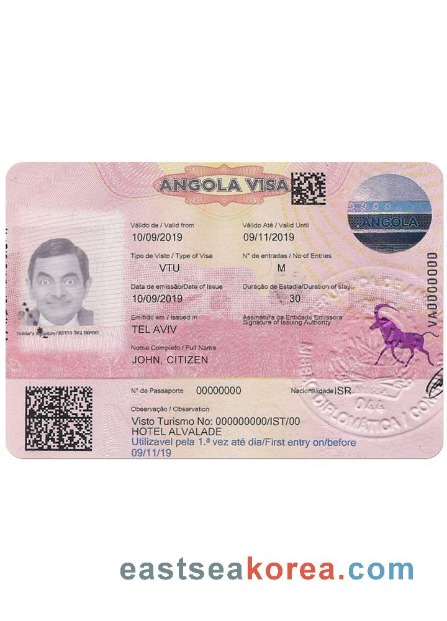 ANGOLA VISA
ANGOLA
Válido de / Valid from
Válido Até / Valid Until
10/09/2019
09/11/2019
Tipo de Visto / Type of Visa
N° de entradas / No of Entries
VTU
M
Data de emissão/Date of Issue
Duração de Estadia/Duration of stay
10/09/2019
30
Emitido em / Issued in
Assinatura da Entidade Emissora
Signature of Issuing Authority
TEL AVIV
Nome Completo / Full Name
JOHN, CITIZEN
VA0000000
N° de Passaporte 00000000 Nacionalidade ISR
Observação / Observation
Visto Turismo No: 000000000/IST/00
HOTEL ALVALADE
Utilizavel pela 1.ª vez até dia/First entry on/before
09/11/19
eastseakorea.com